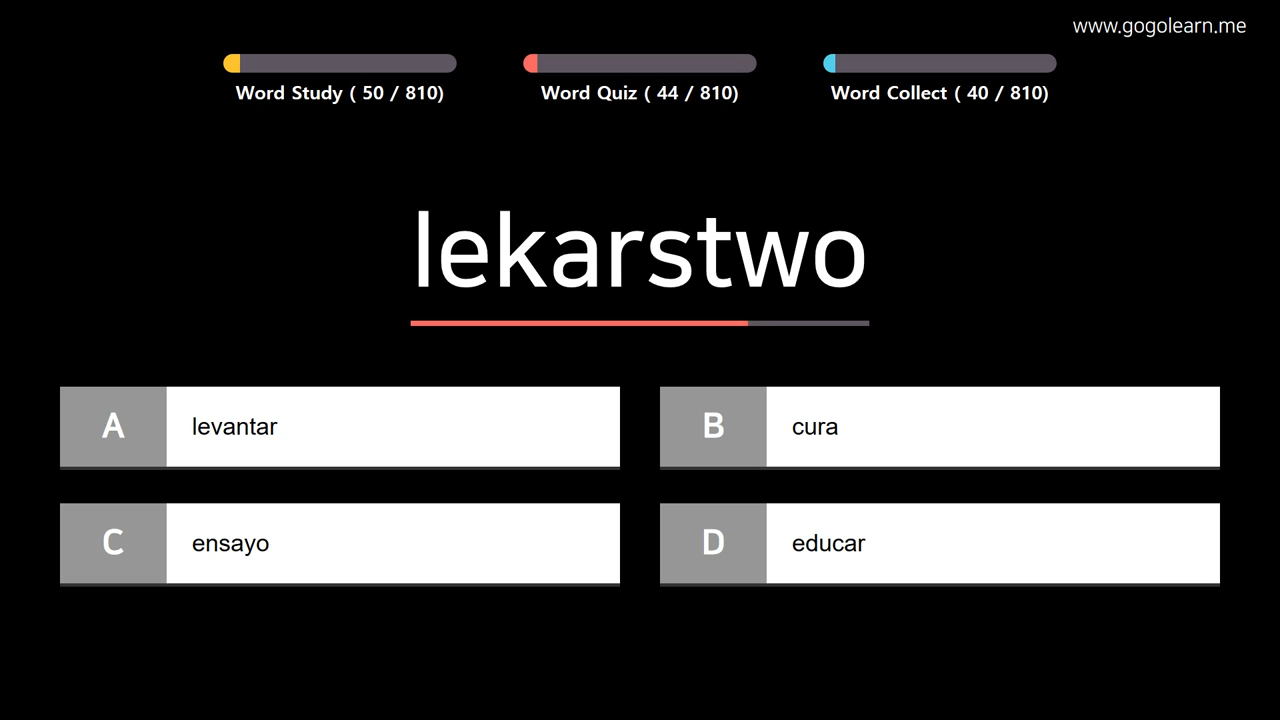 www.gogolearn.me
Word Study ( 50 / 810)
Word Quiz ( 44 / 810)
Word Collect ( 40 / 810)
lekarstwo
A levantar
B cura
C ensayo
D educar